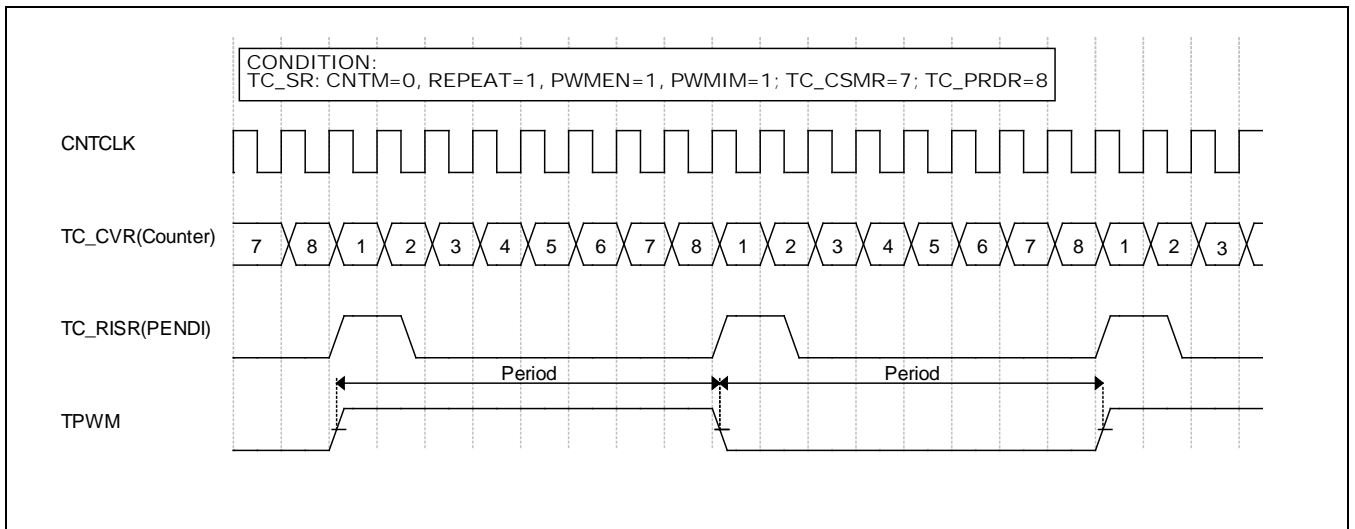 CONDITION:
TC_SR: CNTM=0, REPEAT=1, PWMEN=1, PWMIM=1; TC_CSMR=7; TC_PRDR=8
CNTCLK
TC_CVR(Counter) 7 8 1 2 3 4 5 6 7 8 1 2 3 4 5 6 7 8 1 2 3
TC_RISR(PENDI)
Period Period
TPWM